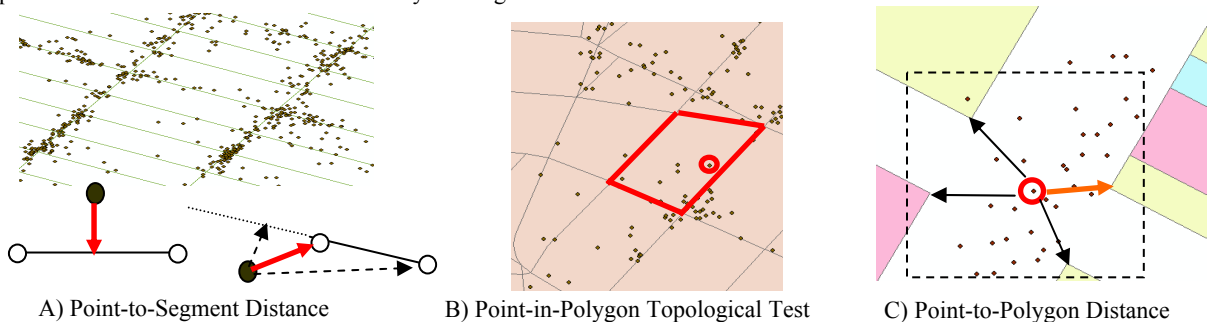 A) Point-to-Segment Distance
B) Point-in-Polygon Topological Test
C) Point-to-Polygon Distance